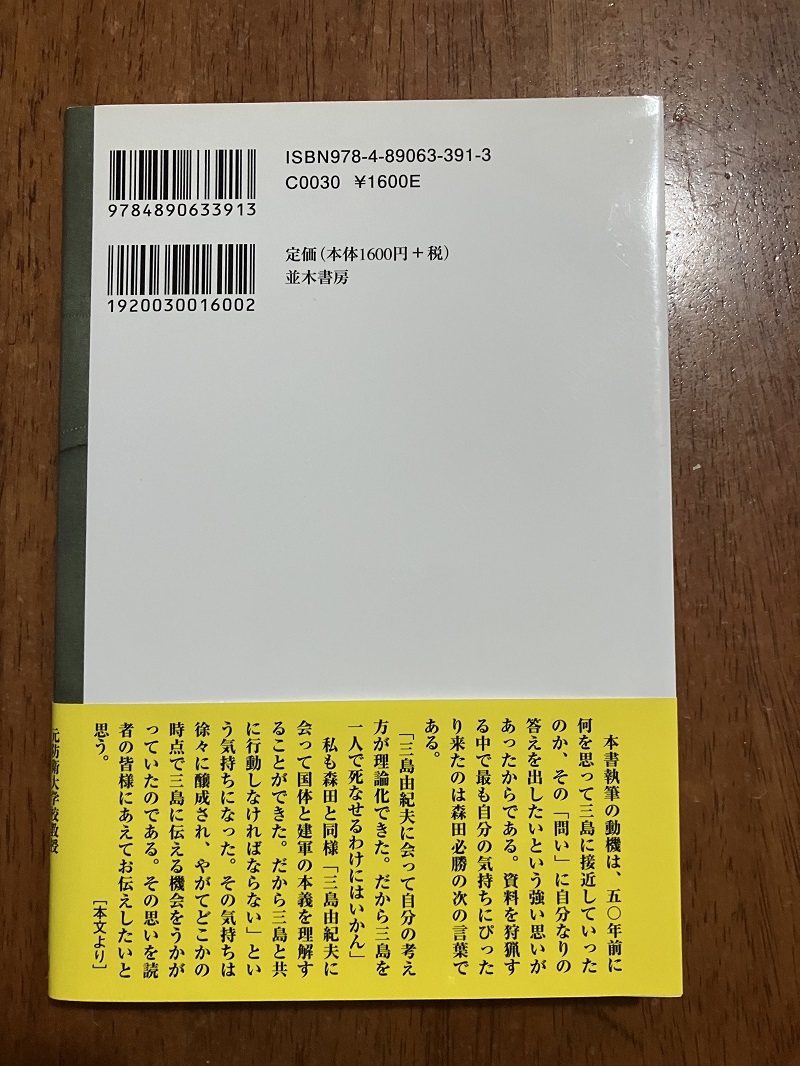 ISBN978-4-89063-391-3
C0030 ¥1600E
9784890633913
定価(本体1600円+税)
並木書房
1920030016002
本書執筆の動機は、五〇年前に
何を思って三島に接近していった
のか、その「問い」に自分なりの
答えを出したいという強い思いが
あったからである。資料を狩猟す
る中で最も自分の気持ちにぴった
り来たのは森田必勝の次の言葉で
ある。
「三島由紀夫に会って自分の考え
方が理論化できた。だから三島を
一人で死なせるわけにはいかん」
私も森田と同様「三島由紀夫に
会って国体と建軍の本義を理解す
ることができた。だから三島と共
に行動しなければならない」とい
う気持ちになった。その気持ちは
徐々に醸成され、やがてどこかの
時点で三島に伝える機会をうかが
っていたのである。その思いを読
者の皆様にあえてお伝えしたいと
思う。
[本文より]
元防衛大学校教授